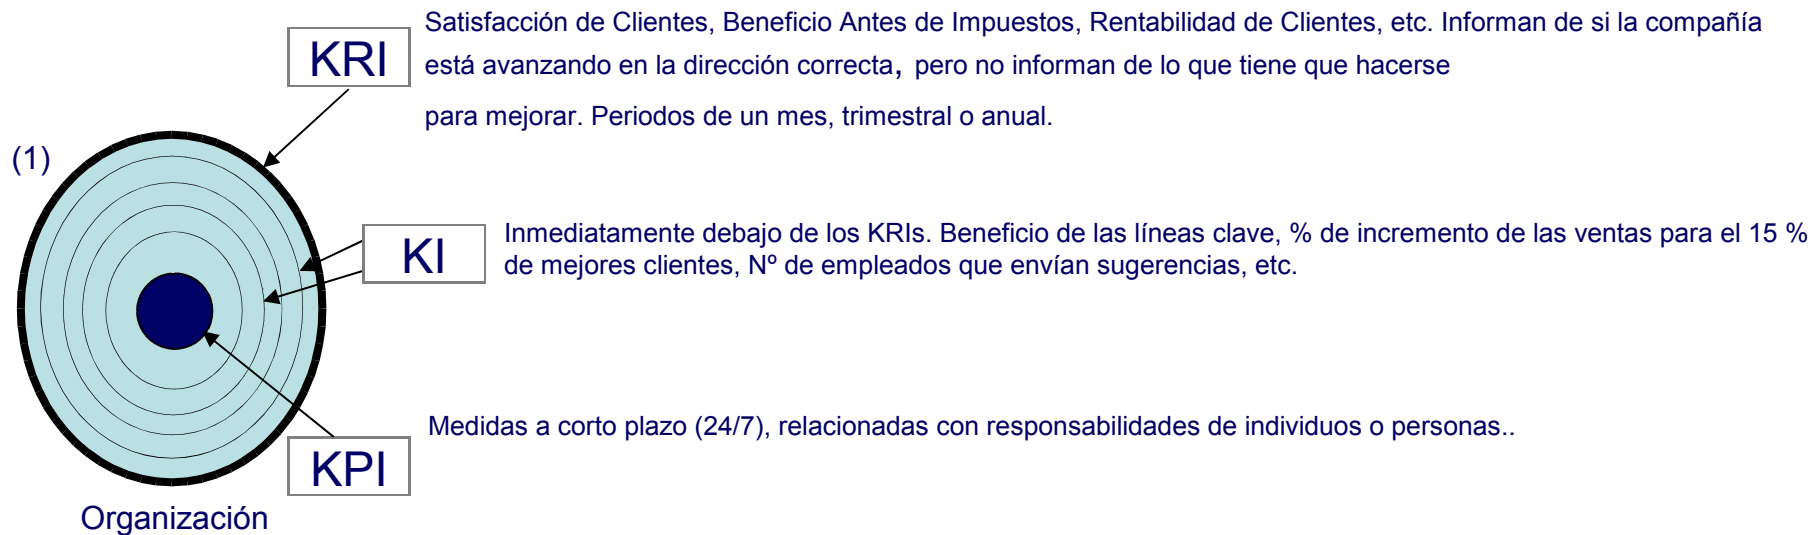 KRI
Satisfacción de Clientes, Beneficio Antes de Impuestos, Rentabilidad de Clientes, etc. Informan de si la compañía
está avanzando en la dirección correcta, pero no informan de lo que tiene que hacerse
para mejorar. Periodos de un mes, trimestral o anual.
(1)
KI
Inmediatamente debajo de los KRIs. Beneficio de las líneas clave, % de incremento de las ventas para el 15 %
de mejores clientes, Nº de empleados que envían sugerencias, etc.
Medidas a corto plazo (24/7), relacionadas con responsabilidades de individuos o personas..
KPI
Organización